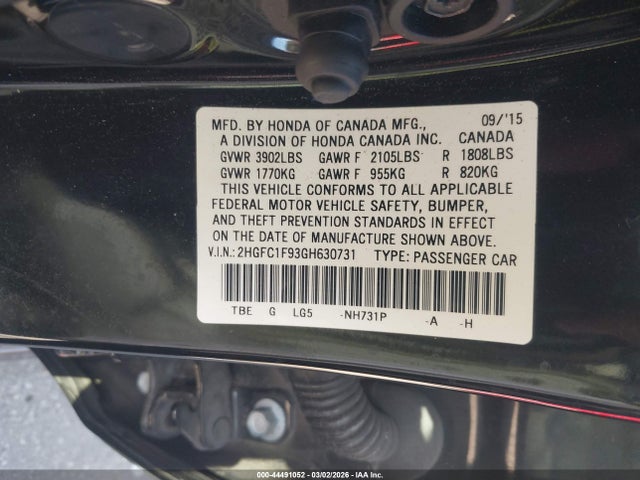 MFD. BY HONDA OF CANADA MFG., 09/'15
A DIVISION OF HONDA CANADA INC. CANADA
GVWR 3902LBS GAWR F 2105LBS R 1808LBS
GVWR 1770KG GAWR F 955KG R 820KG
THIS VEHICLE CONFORMS TO ALL APPLICABLE
FEDERAL MOTOR VEHICLE SAFETY, BUMPER,
AND THEFT PREVENTION STANDARDS IN EFFECT
ON THE DATE OF MANUFACTURE SHOWN ABOVE.
V.I.N.: 2HGFC1F93GH630731 TYPE: PASSENGER CAR
TBE G LG5 -NH731P -A -H
000-44491052 - 03/02/2026 - IAA Inc.